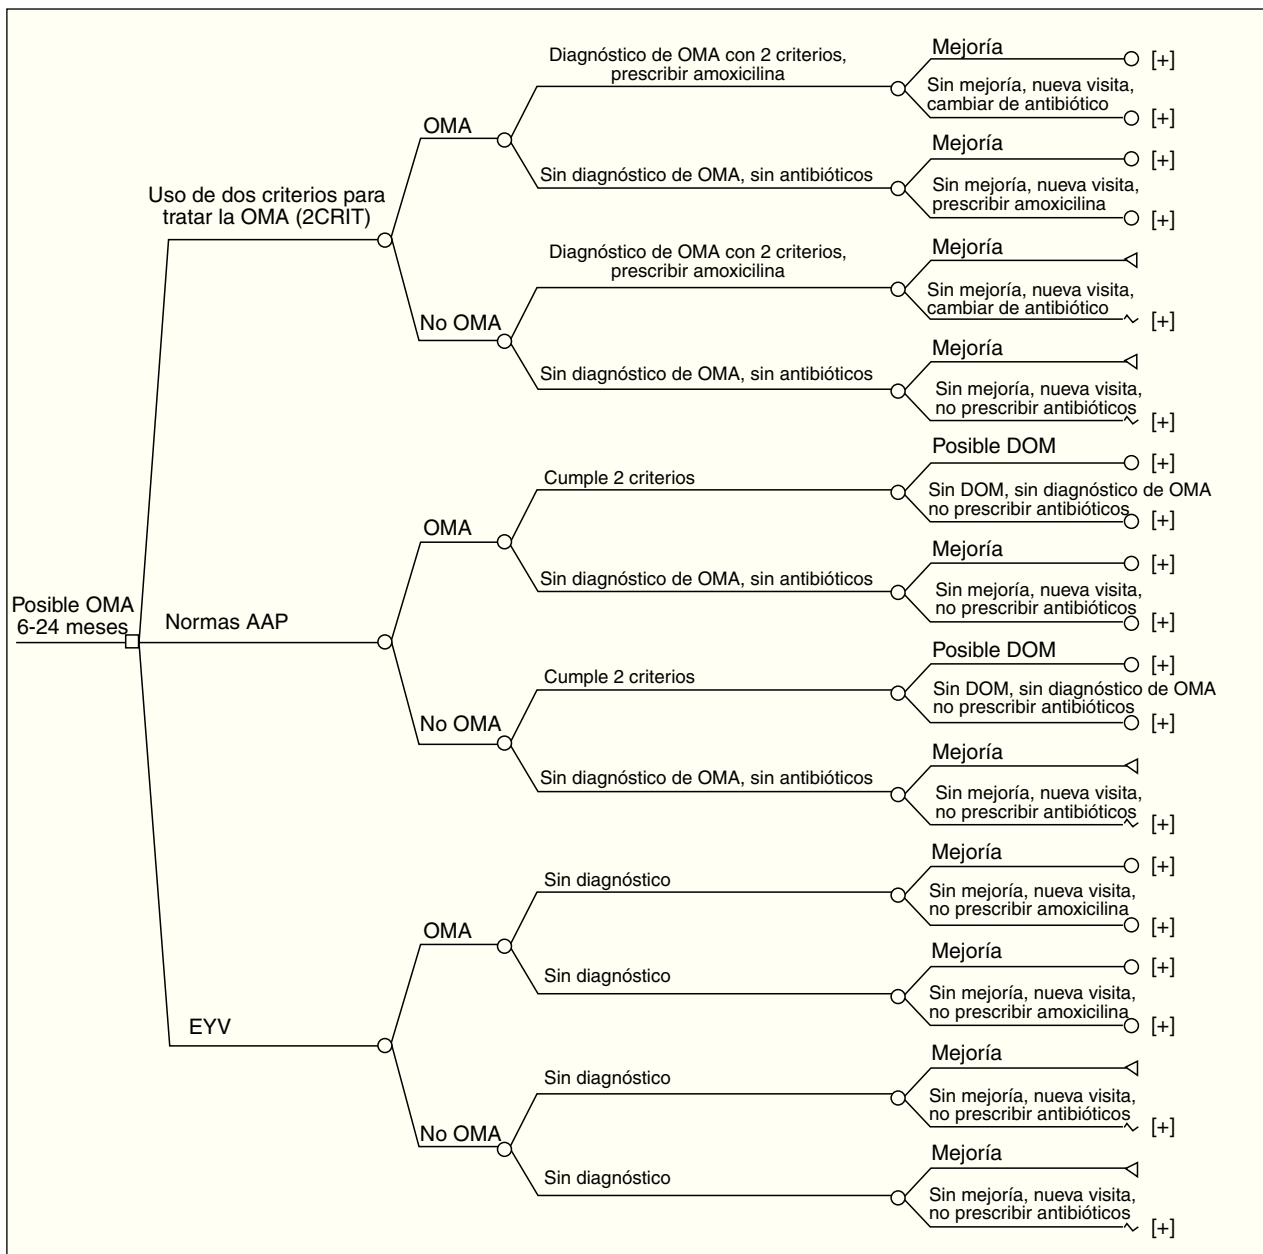 Posible OMA
6-24 meses
Uso de dos criterios para
tratar la OMA (2CRIT)
OMA
Diagnóstico de OMA con 2 criterios,
prescribir amoxicilina
Mejoría
[+]
Sin mejoría, nueva visita,
cambiar de antibiótico
[+]
Sin diagnóstico de OMA, sin antibióticos
Mejoría
[+]
Sin mejoría, nueva visita,
prescribir amoxicilina
[+]
No OMA
Diagnóstico de OMA con 2 criterios,
prescribir amoxicilina
Mejoría
Sin mejoría, nueva visita,
cambiar de antibiótico
[+]
Sin diagnóstico de OMA, sin antibióticos
Mejoría
Sin mejoría, nueva visita,
no prescribir antibióticos
[+]
Normas AAP
OMA
Cumple 2 criterios
Posible DOM
[+]
Sin DOM, sin diagnóstico de OMA
no prescribir antibióticos
[+]
Sin diagnóstico de OMA, sin antibióticos
Mejoría
[+]
Sin mejoría, nueva visita,
no prescribir antibióticos
[+]
No OMA
Cumple 2 criterios
Posible DOM
[+]
Sin DOM, sin diagnóstico de OMA
no prescribir antibióticos
[+]
Sin diagnóstico de OMA, sin antibióticos
Mejoría
Sin mejoría, nueva visita,
no prescribir antibióticos
[+]
EYV
OMA
Sin diagnóstico
Mejoría
[+]
Sin mejoría, nueva visita,
no prescribir amoxicilina
[+]
Sin diagnóstico
Mejoría
[+]
Sin mejoría, nueva visita,
no prescribir amoxicilina
[+]
No OMA
Sin diagnóstico
Mejoría
Sin mejoría, nueva visita,
no prescribir antibióticos
[+]
Sin diagnóstico
Mejoría
Sin mejoría, nueva visita,
no prescribir antibióticos
[+]